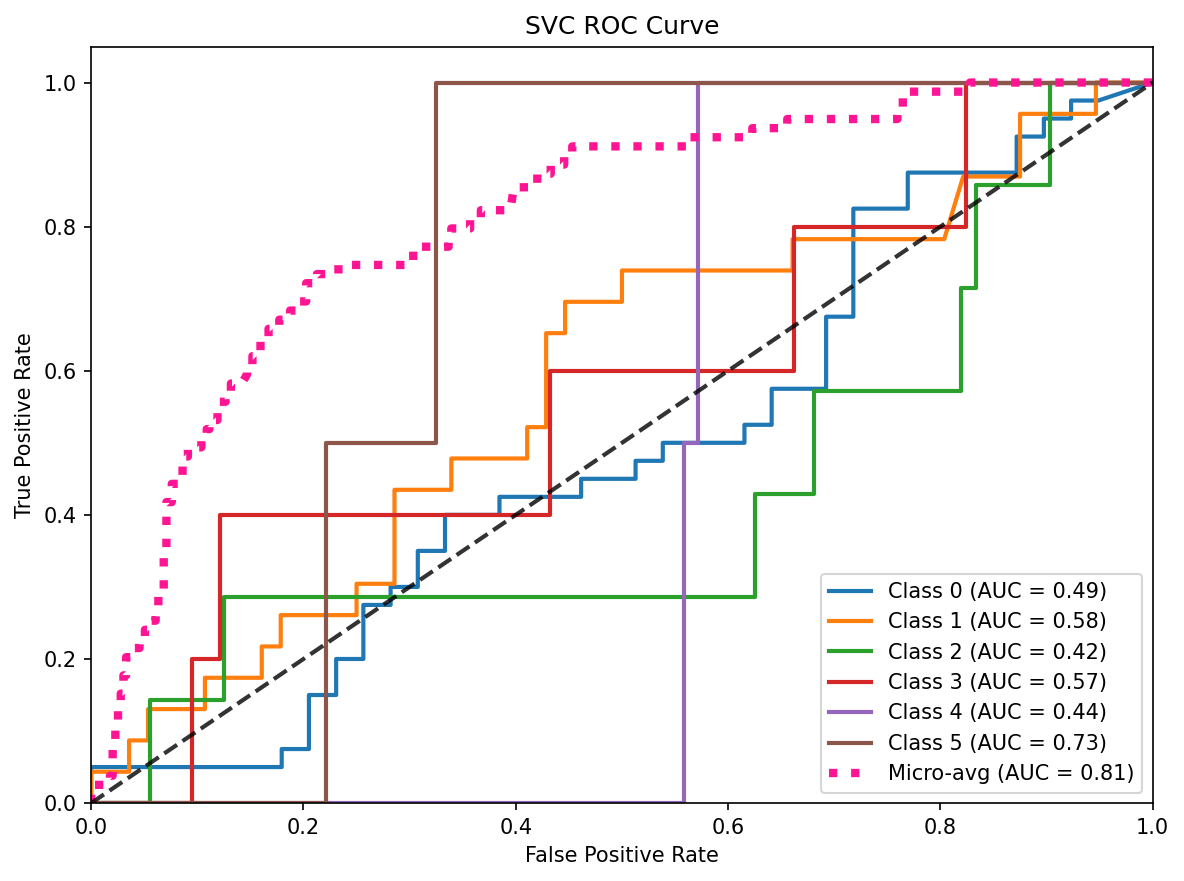 SVC ROC Curve
True Positive Rate
1.0
0.8
0.6
0.4
0.2
0.0
0.0 0.2 0.4 0.6 0.8 1.0
False Positive Rate
Class 0 (AUC = 0.49)
Class 1 (AUC = 0.58)
Class 2 (AUC = 0.42)
Class 3 (AUC = 0.57)
Class 4 (AUC = 0.44)
Class 5 (AUC = 0.73)
Micro-avg (AUC = 0.81)